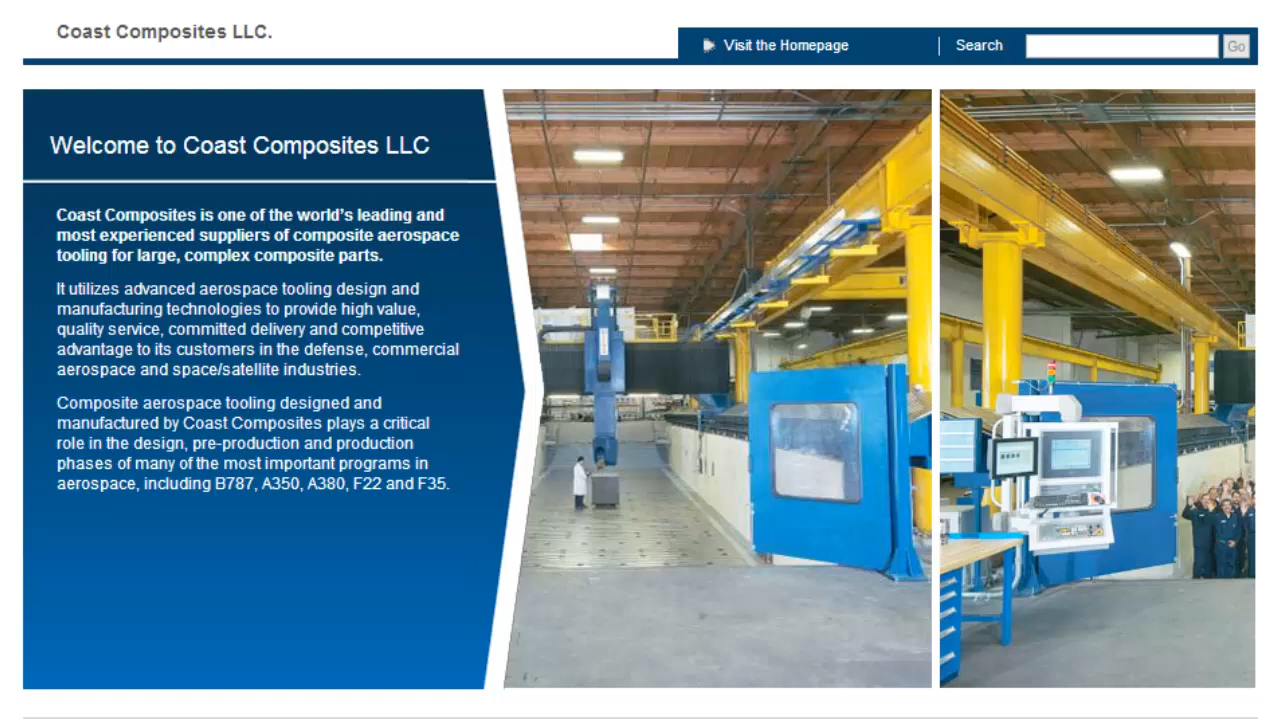 Coast Composites LLC.
Visit the Homepage
Search
Go
Welcome to Coast Composites LLC
Coast Composites is one of the world's leading and
most experienced suppliers of composite aerospace
tooling for large, complex composite parts.
It utilizes advanced aerospace tooling design and
manufacturing technologies to provide high value,
quality service, committed delivery and competitive
advantage to its customers in the defense, commercial
aerospace and space/satellite industries.
Composite aerospace tooling designed and
manufactured by Coast Composites plays a critical
role in the design, pre-production and production
phases of many of the most important programs in
aerospace, including B787, A350, A380, F22 and F35.